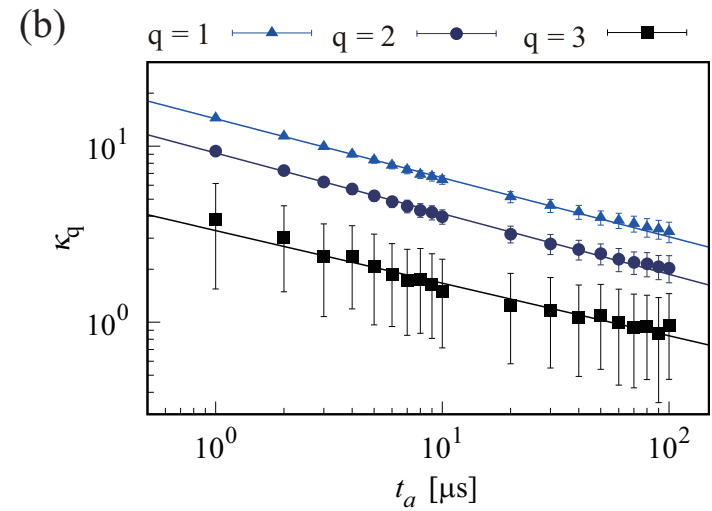 (b)
q = 1 q = 2 q = 3
10¹
10⁰
κq
10⁰ 10¹ 10²
tₐ [μs]